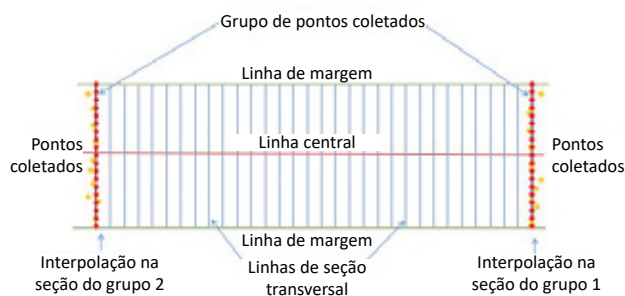 Grupo de pontos coletados
Linha de margem
Pontos
coletados
Linha central
Pontos
coletados
Linha de margem
Interpolação na
seção do grupo 2
Linhas de seção
transversal
Interpolação na
seção do grupo 1